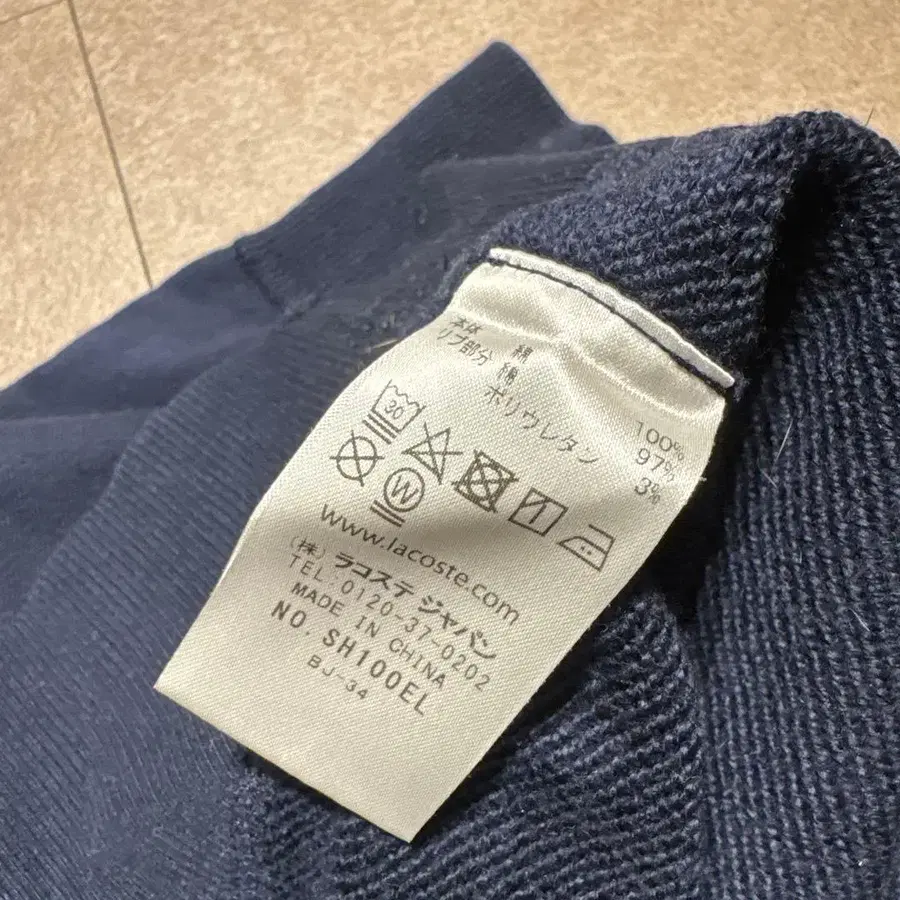 本体 綿 100%
リブ部分 綿 97%
ポリウレタン 3%
30
W
www.lacoste.com
(株) ラコステ ジャパン
TEL:0120-37-0202
MADE IN CHINA
NO. SH100EL
BJ-34